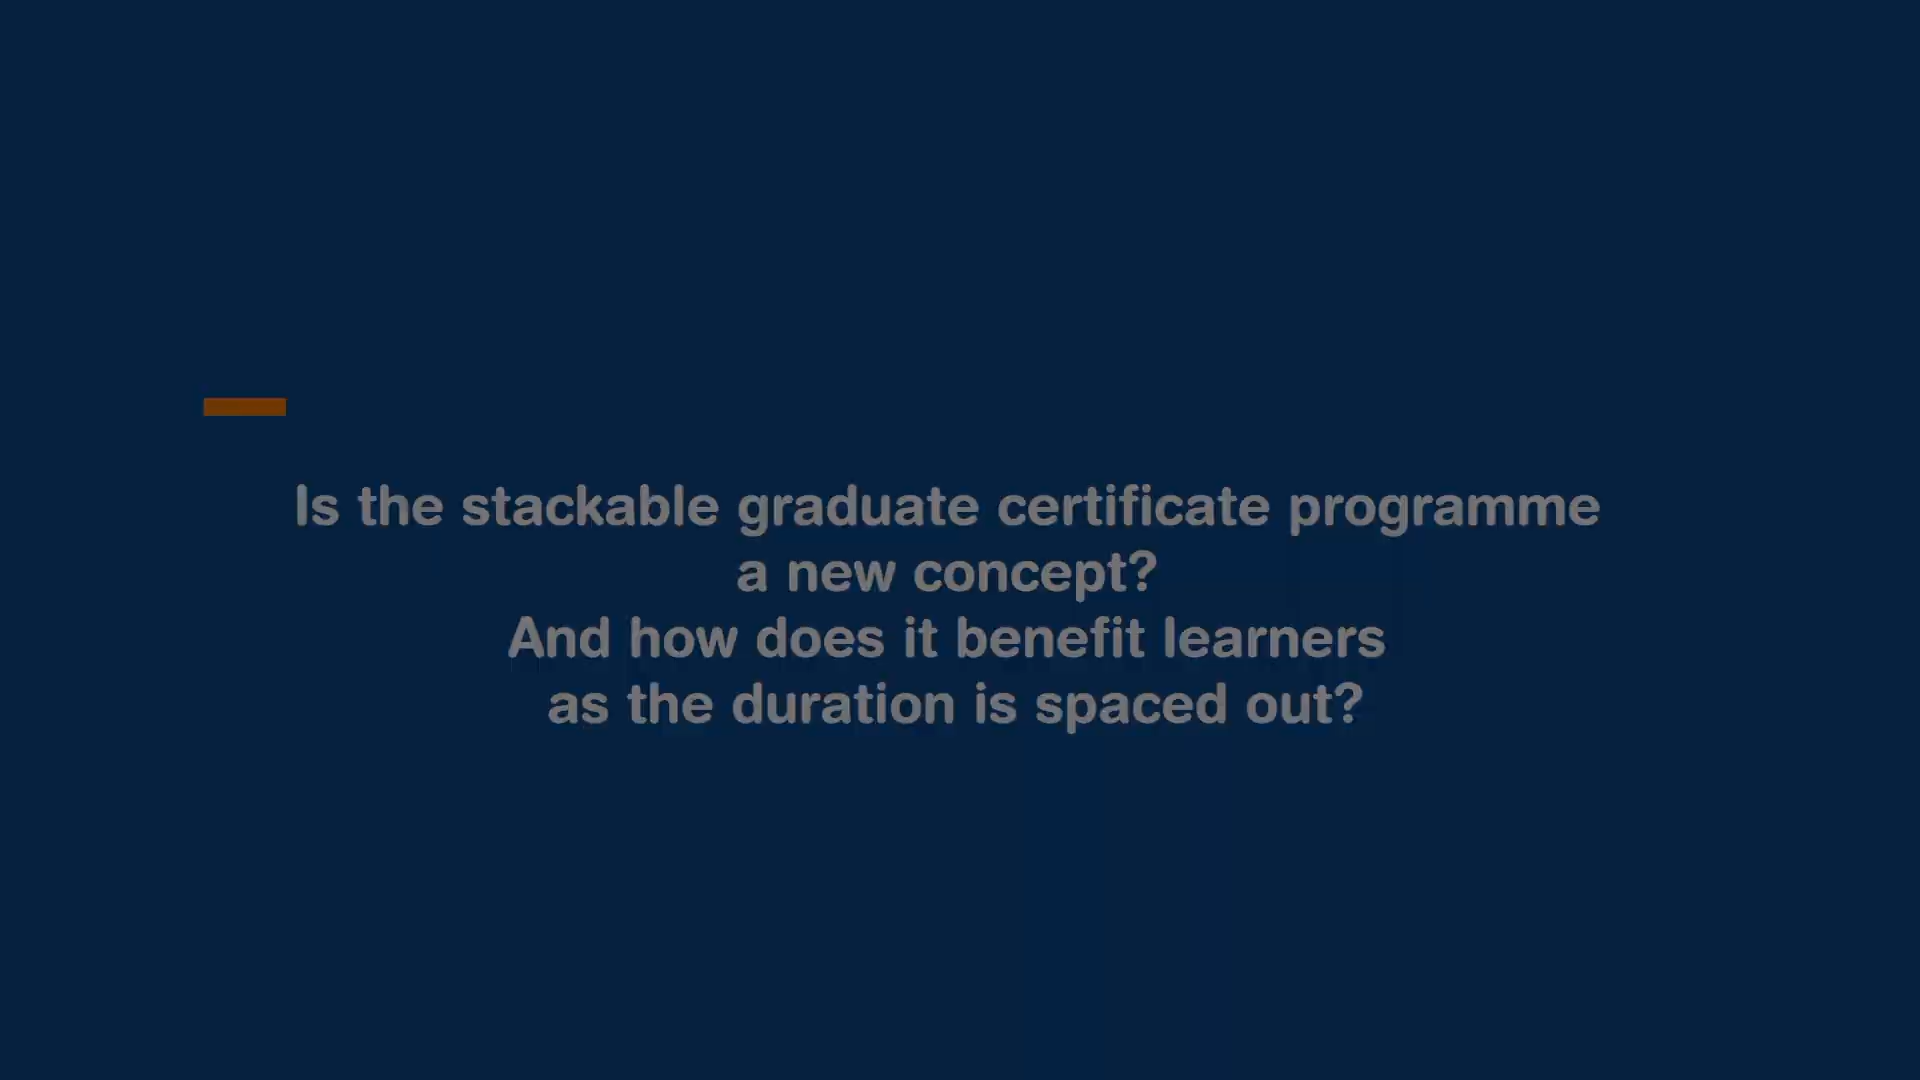 Is the stackable graduate certificate programme
a new concept?
And how does it benefit learners
as the duration is spaced out?